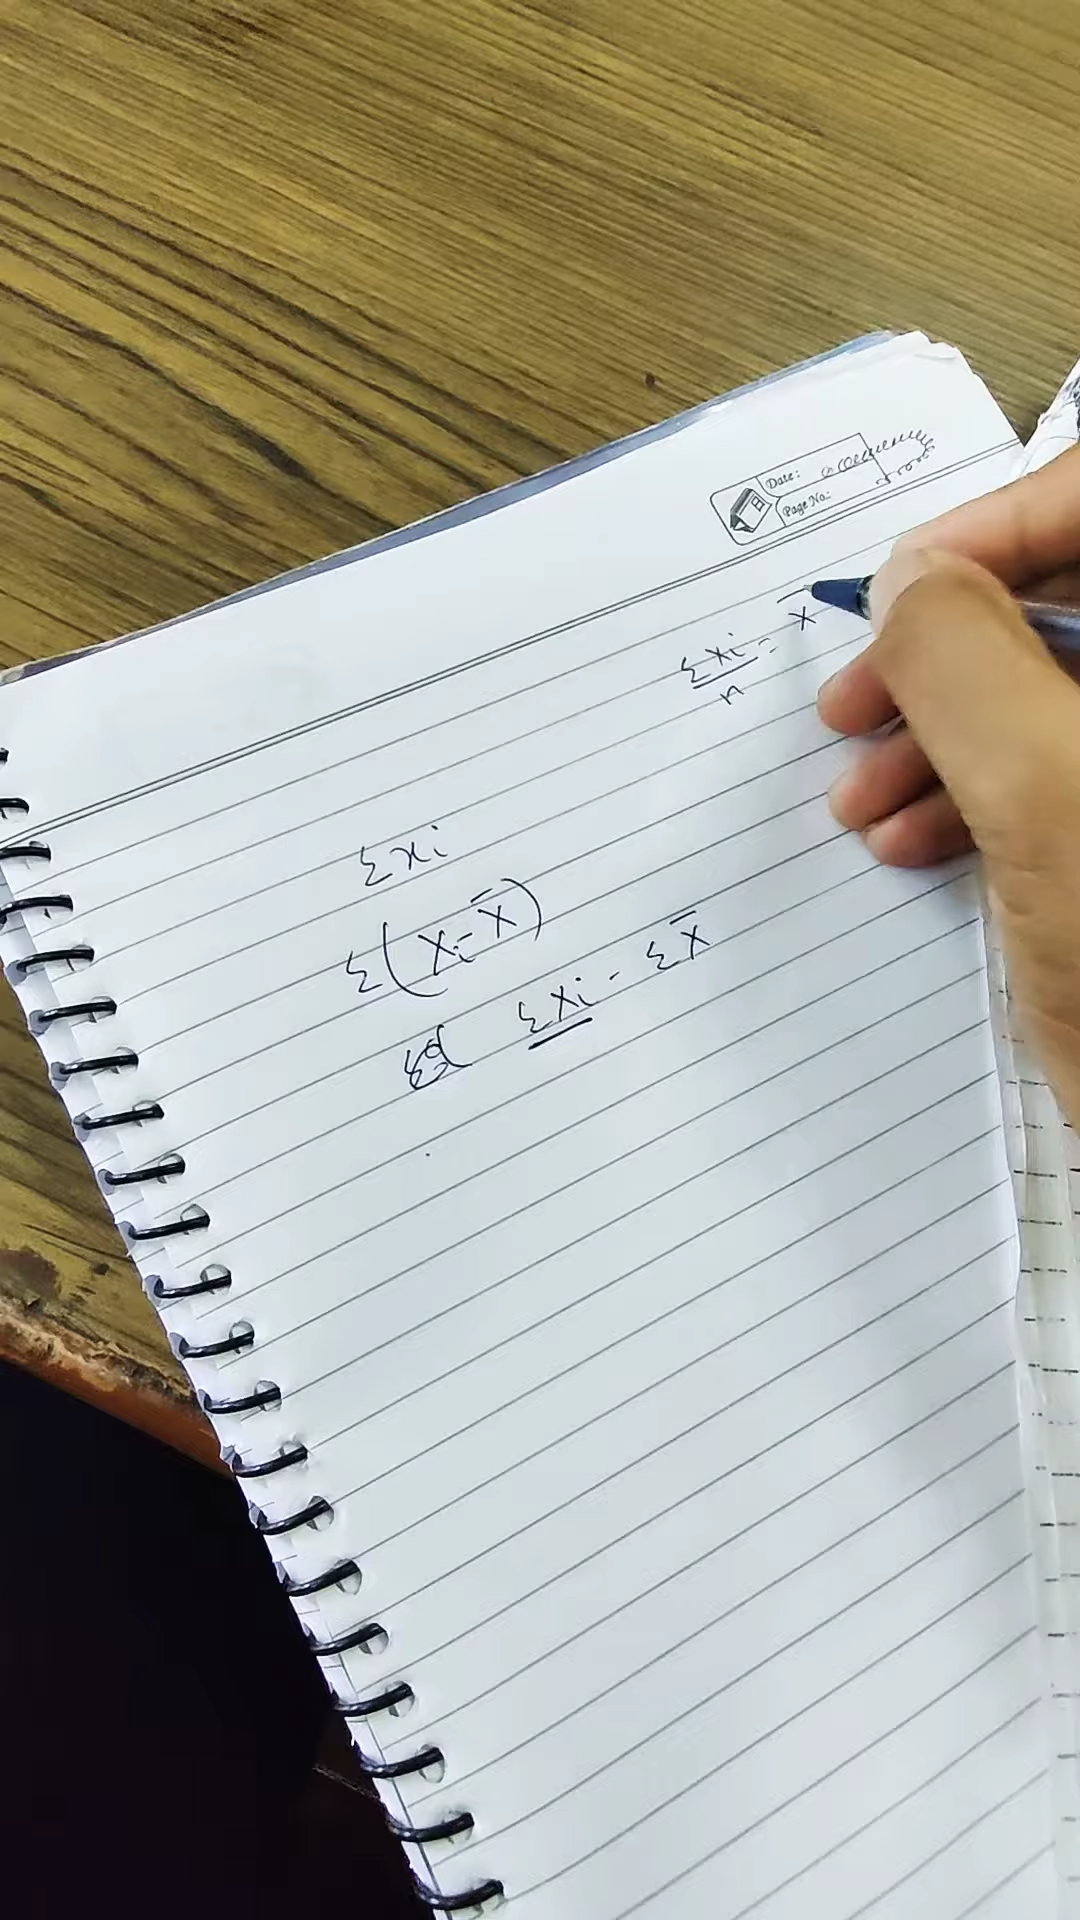 Date:
Page No.:
Σxi/n = x̄
Σxi
Σ(xi - x̄)
Σxi - Σx̄